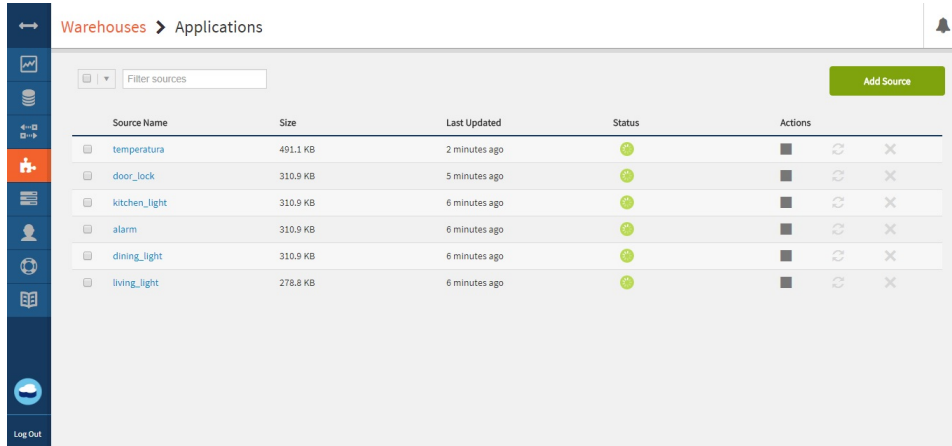 Warehouses > Applications
Filter sources
Add Source
Source Name Size Last Updated Status Actions
temperatura 491.1 KB 2 minutes ago
door_lock 310.9 KB 5 minutes ago
kitchen_light 310.9 KB 6 minutes ago
alarm 310.9 KB 6 minutes ago
dining_light 310.9 KB 6 minutes ago
living_light 278.8 KB 6 minutes ago
Log Out